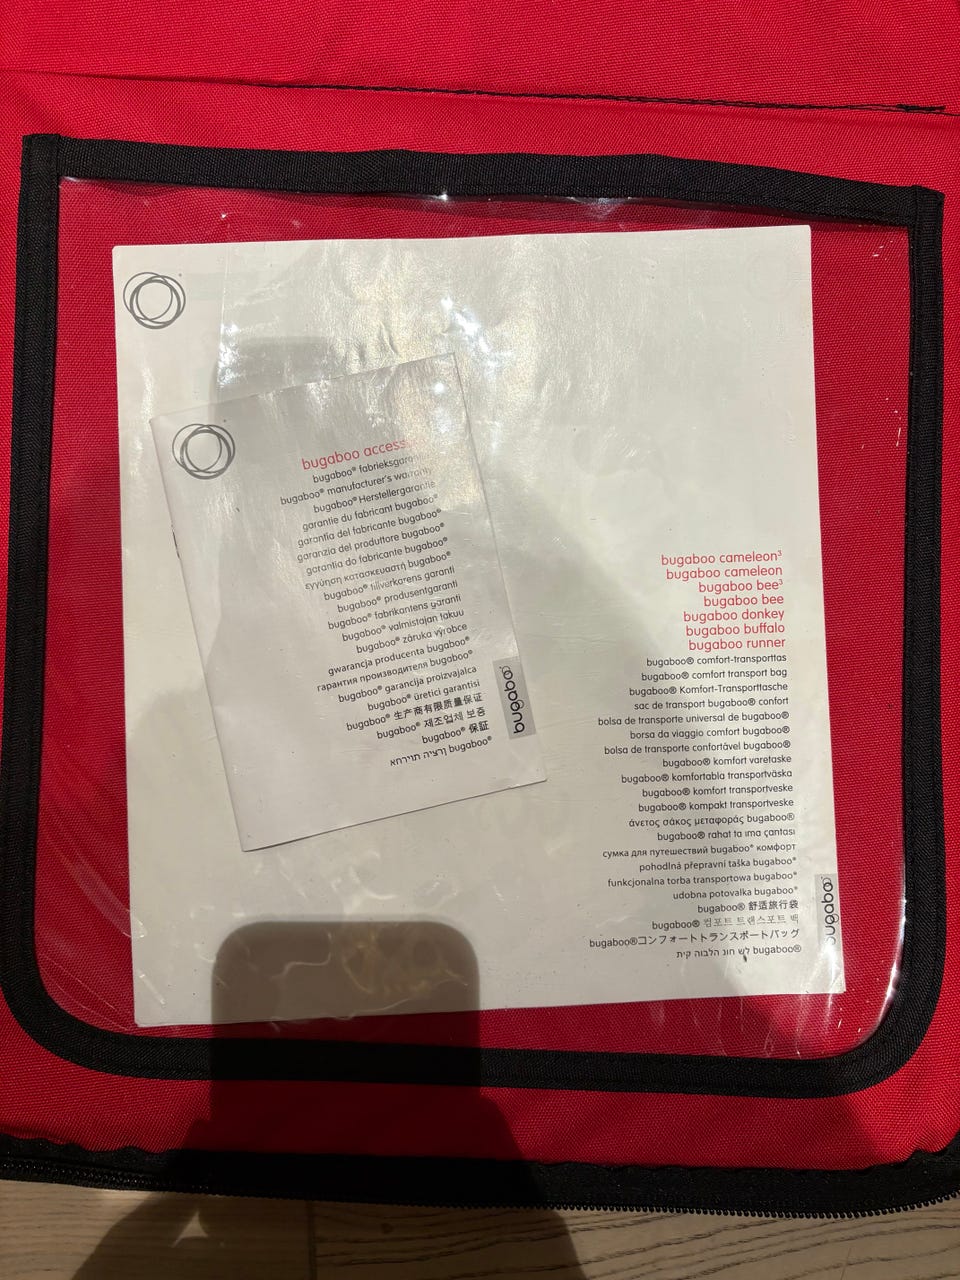 bugaboo access
bugaboo® fabrieksgaran
bugaboo® manufacturer's warranty
bugaboo® Herstellergarantie
garantie du fabricant bugaboo®
garantía del fabricante bugaboo®
garanzia del produttore bugaboo®
garantia do fabricante bugaboo®
εγγύηση κατασκευαστή bugaboo®
bugaboo® tillverkarens garanti
bugaboo® produsentgaranti
bugaboo® fabrikantens garanti
bugaboo® valmistajan takuu
bugaboo® záruka výrobce
gwarancja producenta bugaboo®
гарантия производителя bugaboo®
bugaboo® garancija proizvajalca
bugaboo® üretici garantisi
bugaboo® 生产商有限质量保证
bugaboo® 제조업체 보증
bugaboo® 保証
אחריות היצרן bugaboo®
bugaboo
bugaboo cameleon³
bugaboo cameleon
bugaboo bee³
bugaboo bee
bugaboo donkey
bugaboo buffalo
bugaboo runner
bugaboo® comfort-transporttas
bugaboo® comfort transport bag
bugaboo® Komfort-Transporttasche
sac de transport bugaboo® confort
bolsa de transporte universal de bugaboo®
borsa da viaggio comfort bugaboo®
bolsa de transporte confortável bugaboo®
bugaboo® komfort varetaske
bugaboo® komfortabla transportväska
bugaboo® komfort transportveske
bugaboo® kompakt transportveske
άνετος σάκος μεταφοράς bugaboo®
bugaboo® rahat ta ıma çantası
сумка для путешествий bugaboo® комфорт
pohodlná přepravní taška bugaboo®
funkcjonalna torba transportowa bugaboo®
udobna potovalka bugaboo®
bugaboo® 舒适旅行袋
bugaboo® 컴포트 트랜스포트 백
bugaboo®コンフォートトランスポートバッグ
תיק הובלה נוח של bugaboo®
bugaboo